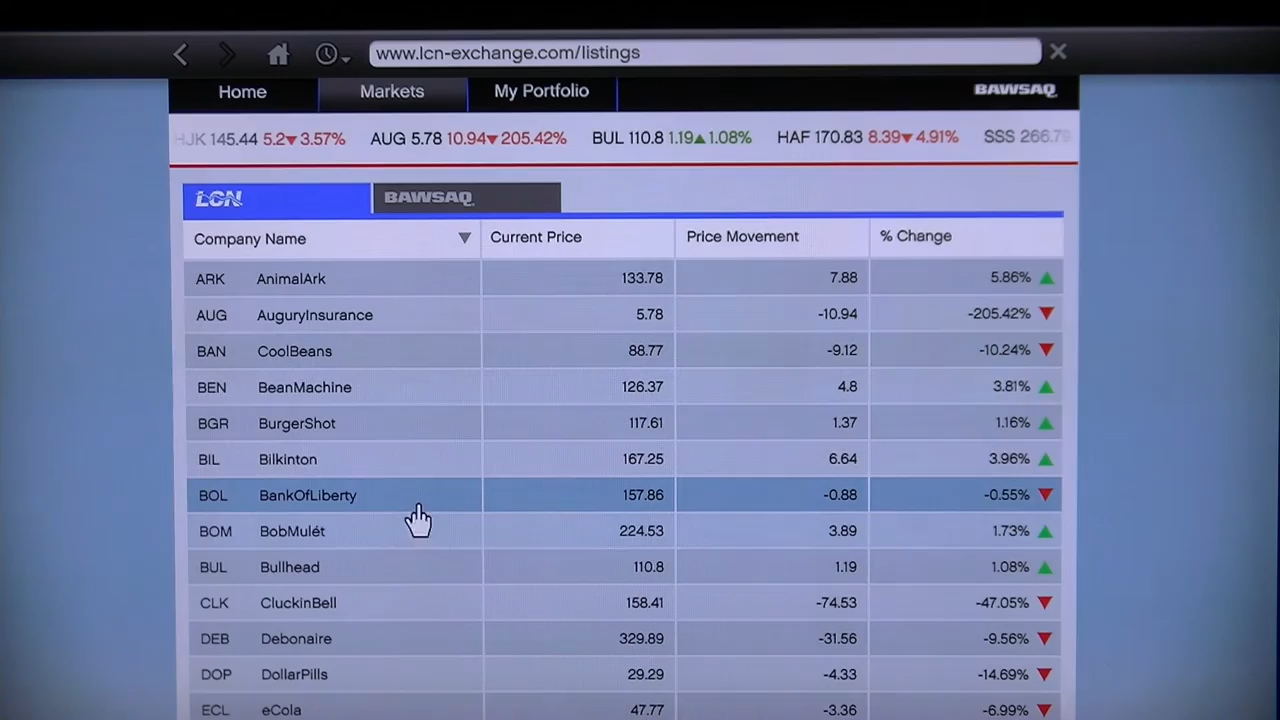 www.lcn-exchange.com/listings
Home Markets My Portfolio BAWSAQ
HJK 145.44 5.2▼3.57% AUG 5.78 10.94▼205.42% BUL 110.8 1.19▲1.08% HAF 170.83 8.39▼4.91% SSS 266.79
LCN BAWSAQ
Company Name ▼ Current Price Price Movement % Change
ARK AnimalArk 133.78 7.88 5.86% ▲
AUG AuguryInsurance 5.78 -10.94 -205.42% ▼
BAN CoolBeans 88.77 -9.12 -10.24% ▼
BEN BeanMachine 126.37 4.8 3.81% ▲
BGR BurgerShot 117.61 1.37 1.16% ▲
BIL Bilkinton 167.25 6.64 3.96% ▲
BOL BankOfLiberty 157.86 -0.88 -0.55% ▼
BOM BobMulét 224.53 3.89 1.73% ▲
BUL Bullhead 110.8 1.19 1.08% ▲
CLK CluckinBell 158.41 -74.53 -47.05% ▼
DEB Debonaire 329.89 -31.56 -9.56% ▼
DOP DollarPills 29.29 -4.33 -14.69% ▼
ECL eCola 47.77 -3.36 -6.99% ▼